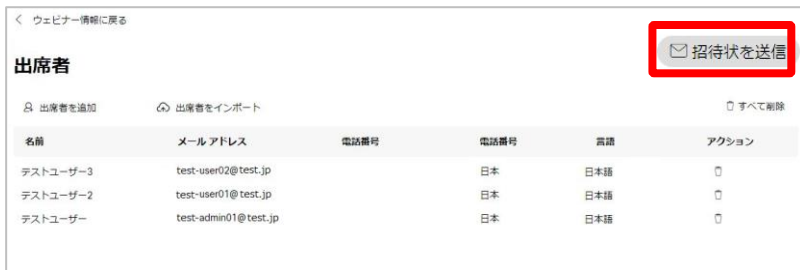 < ウェビナー情報に戻る
招待状を送信
出席者
出席者を追加 出席者をインポート すべて削除
名前 メール アドレス 電話番号 電話番号 言語 アクション
テストユーザー3 test-user02@test.jp 日本 日本語
テストユーザー2 test-user01@test.jp 日本 日本語
テストユーザー test-admin01@test.jp 日本 日本語